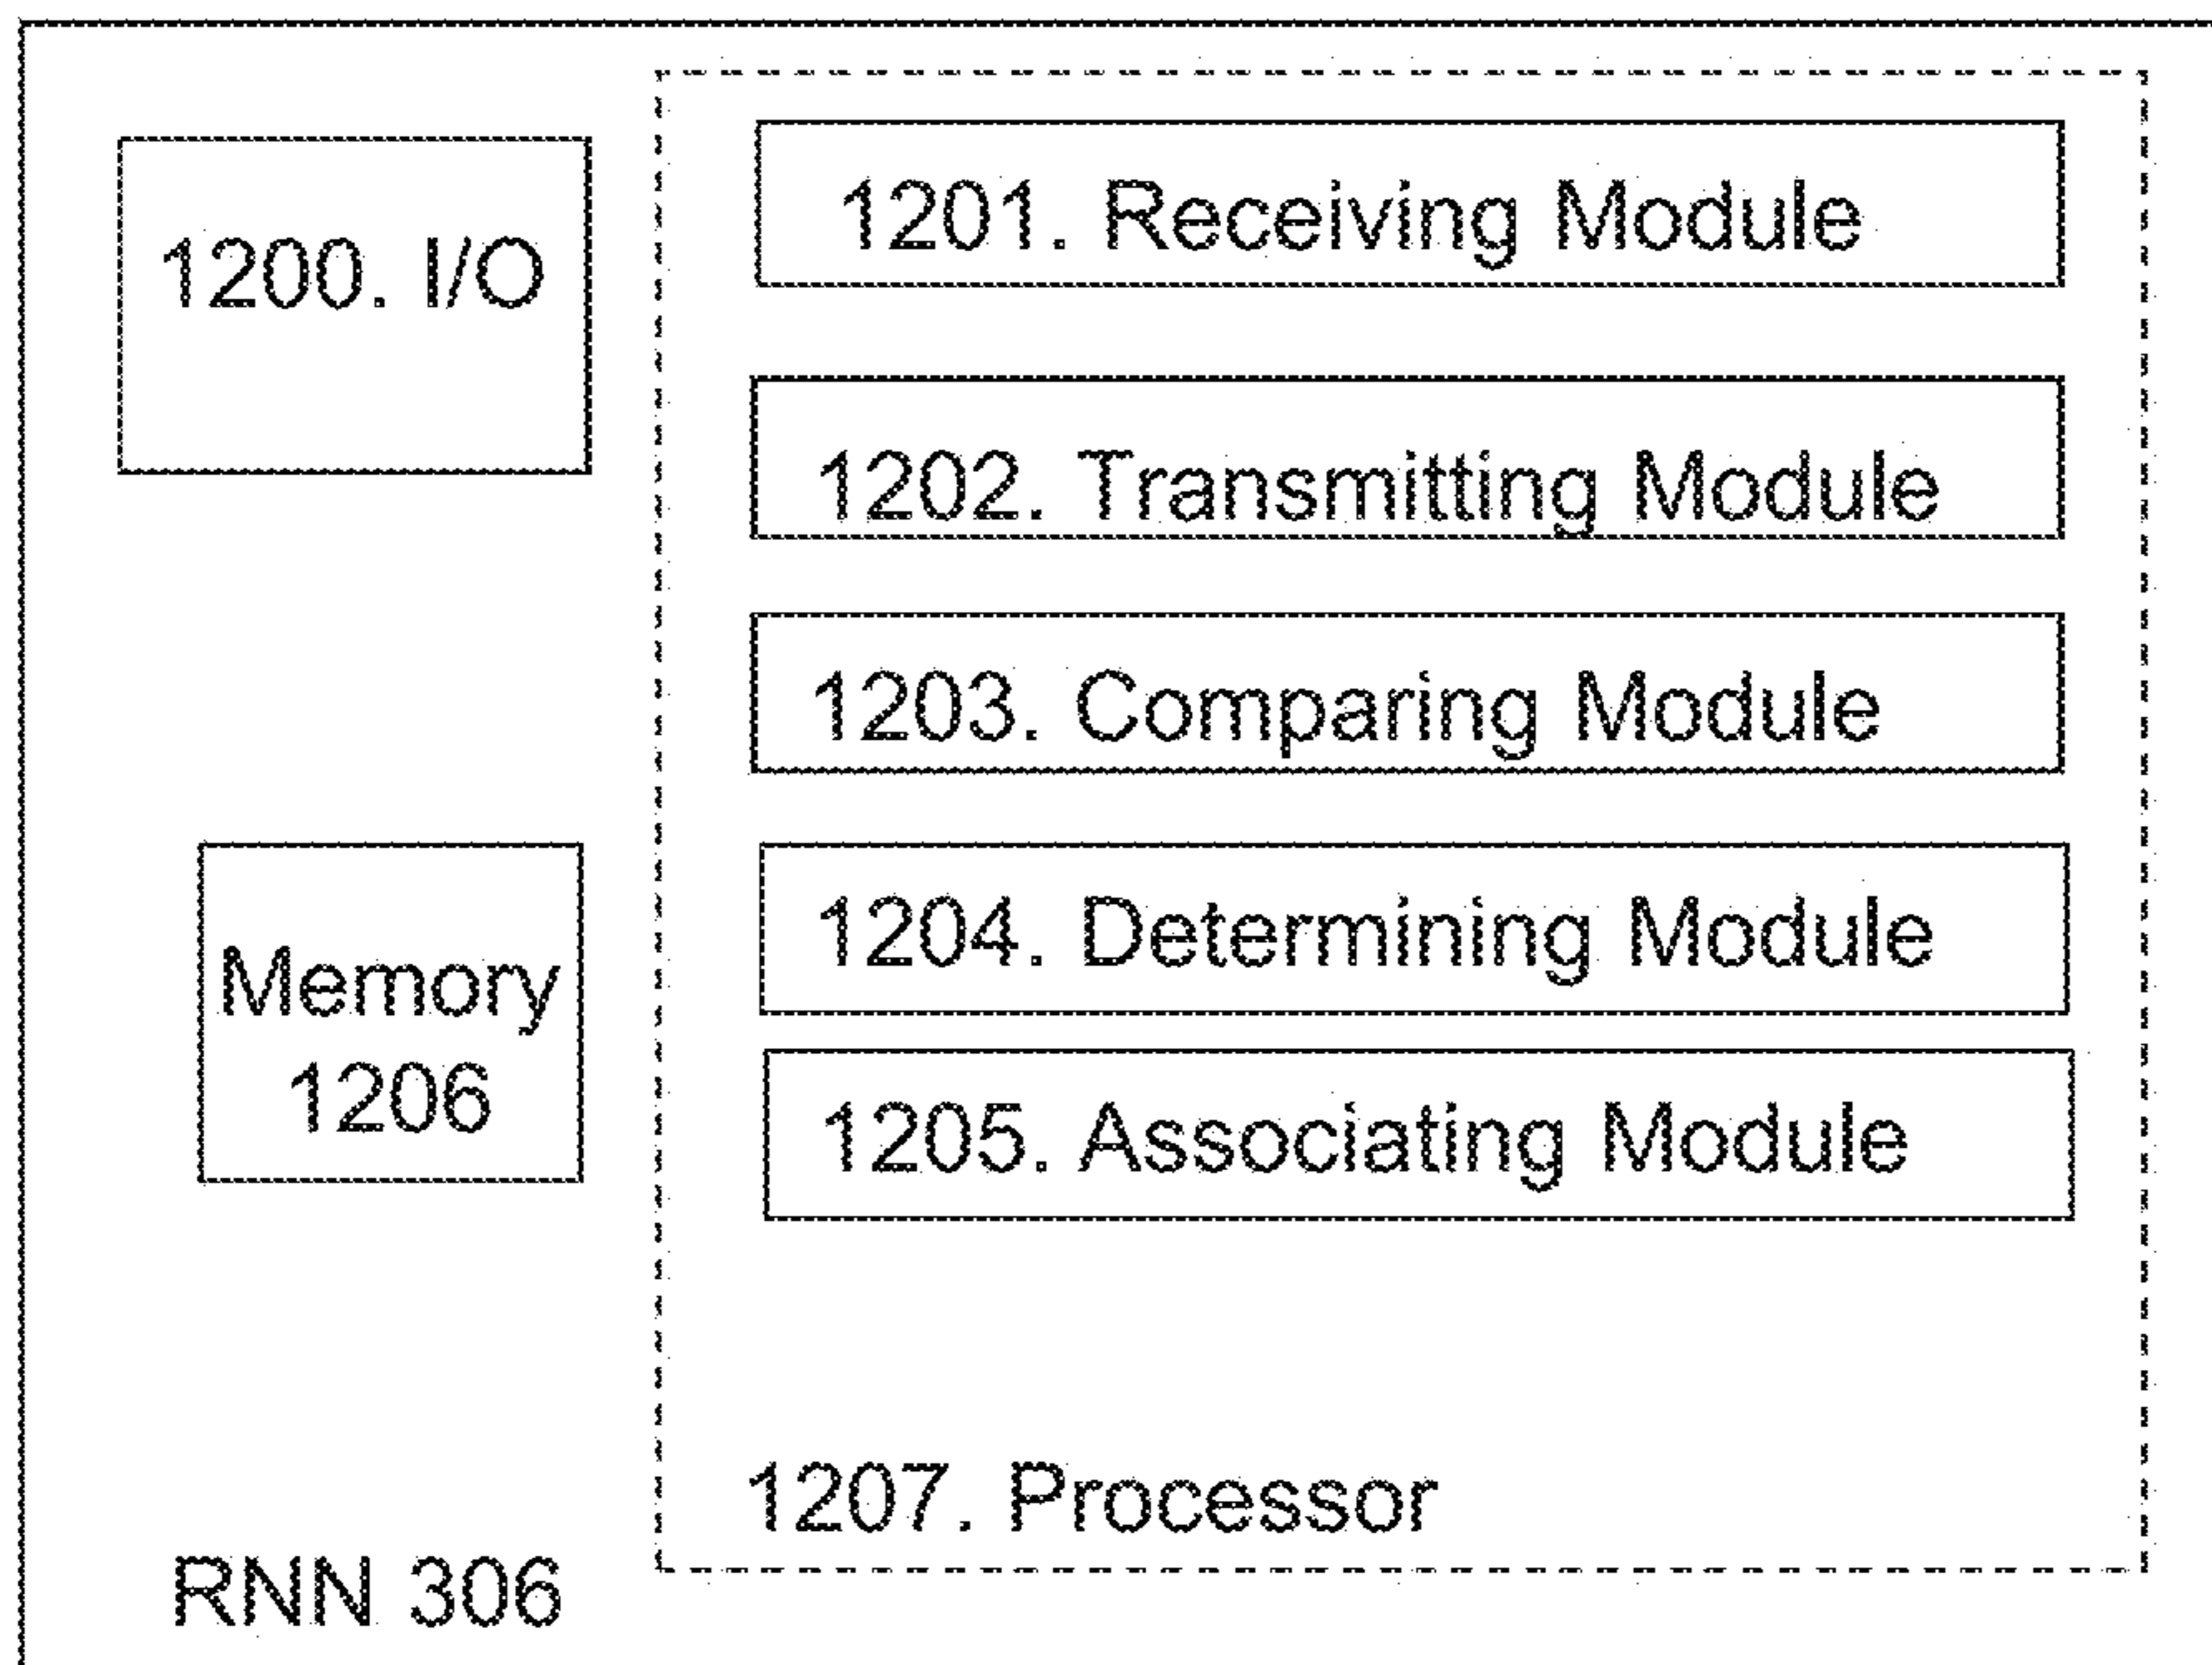 1200. I/O
1201. Receiving Module
1202. Transmitting Module
1203. Comparing Module
1204. Determining Module
1205. Associating Module
Memory
1206
1207. Processor
RNN 306